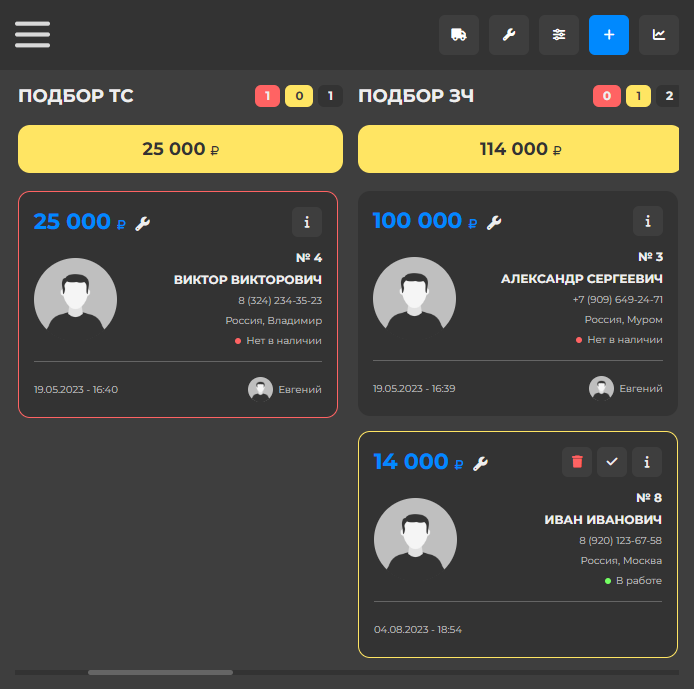 ПОДБОР ТС 1 0 1
25 000 ₽
25 000 ₽ i
№ 4
ВИКТОР ВИКТОРОВИЧ
8 (324) 234-35-23
Россия, Владимир
Нет в наличии
19.05.2023 - 16:40 Евгений
ПОДБОР ЗЧ 0 1 2
114 000 ₽
100 000 ₽ i
№ 3
АЛЕКСАНДР СЕРГЕЕВИЧ
+7 (909) 649-24-71
Россия, Муром
Нет в наличии
19.05.2023 - 16:39 Евгений
14 000 ₽ i
№ 8
ИВАН ИВАНОВИЧ
8 (920) 123-67-58
Россия, Москва
В работе
04.08.2023 - 18:54